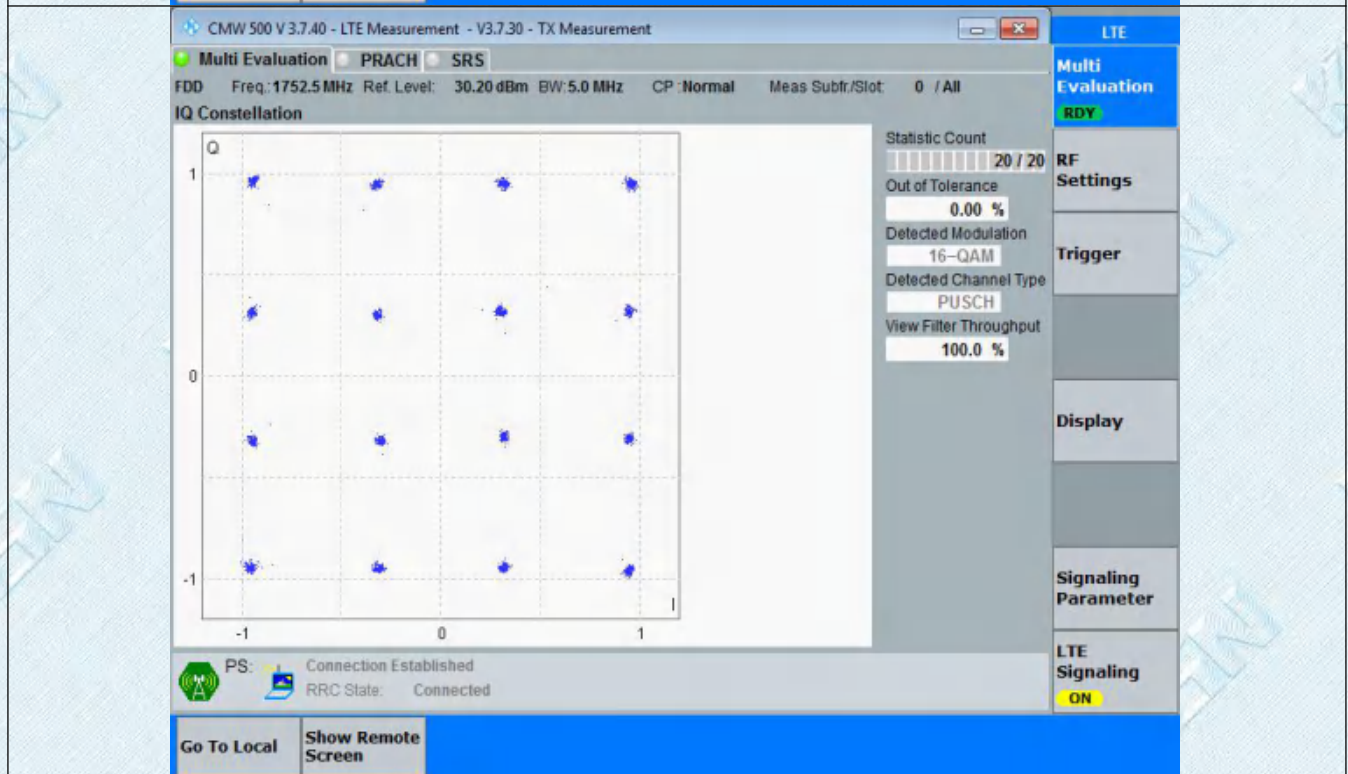 CMW 500 V 3.7.40 - LTE Measurement - V3.7.30 - TX Measurement
LTE
Multi Evaluation PRACH SRS
FDD Freq.: 1752.5 MHz Ref. Level: 30.20 dBm BW: 5.0 MHz CP : Normal Meas Subfr./Slot: 0 / All
IQ Constellation
Q
1
0
-1
-1 0 1
I
Statistic Count
20 / 20
Out of Tolerance
0.00 %
Detected Modulation
16-QAM
Detected Channel Type
PUSCH
View Filter Throughput
100.0 %
Multi
Evaluation
RDY
RF
Settings
Trigger
Display
Signaling
Parameter
LTE
Signaling
ON
PS:
Connection Established
RRC State: Connected
Go To Local
Show Remote
Screen